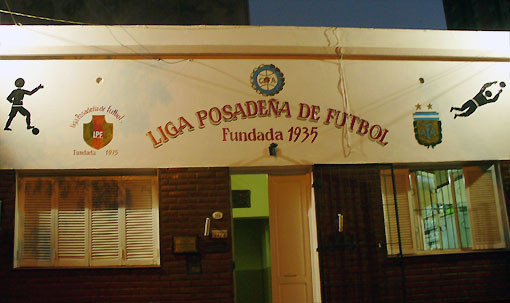 Liga Posadeña de Futbol
LPF
Fundada 1935
LIGA POSADEÑA DE FUTBOL
Fundada 1935